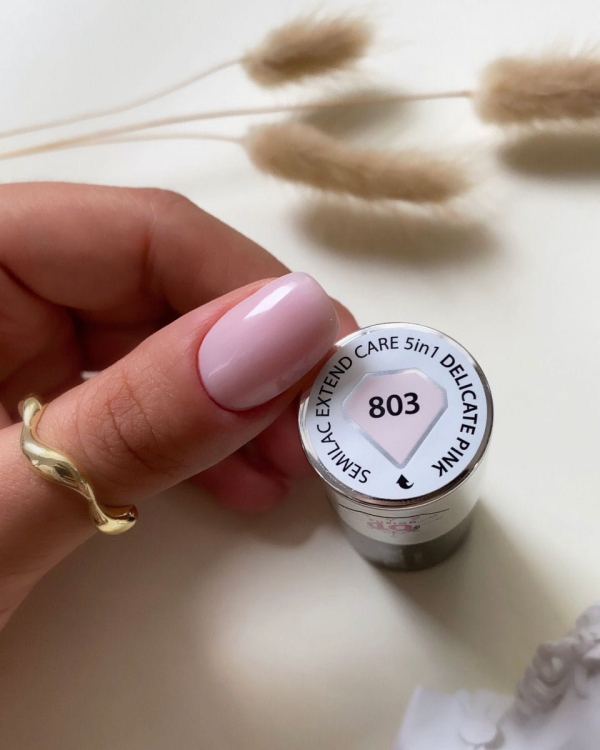 SEMILAC EXTEND CARE 5in1 DELICATE PINK
803